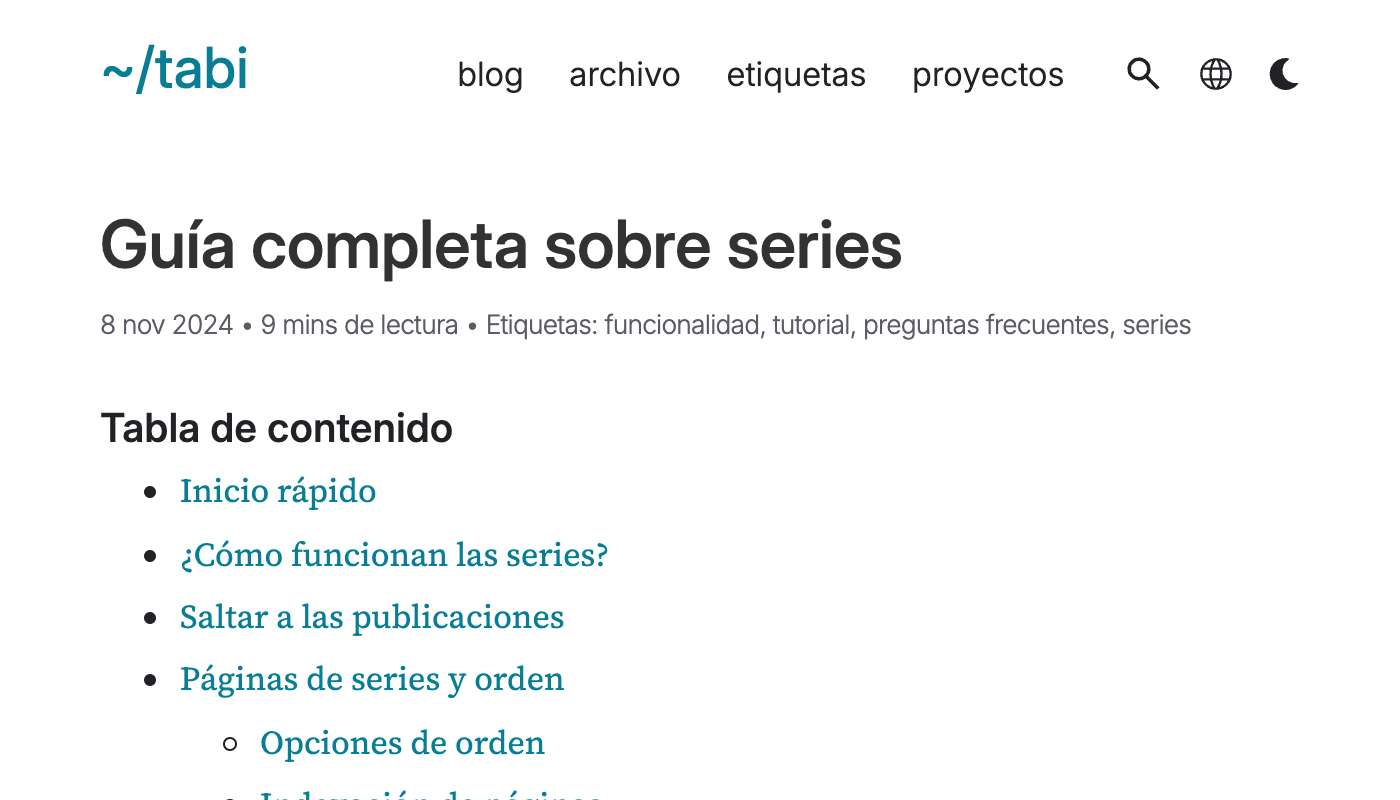 ~/tabi blog archivo etiquetas proyectos
Guía completa sobre series
8 nov 2024 • 9 mins de lectura • Etiquetas: funcionalidad, tutorial, preguntas frecuentes, series
Tabla de contenido
Inicio rápido
¿Cómo funcionan las series?
Saltar a las publicaciones
Páginas de series y orden
Opciones de orden